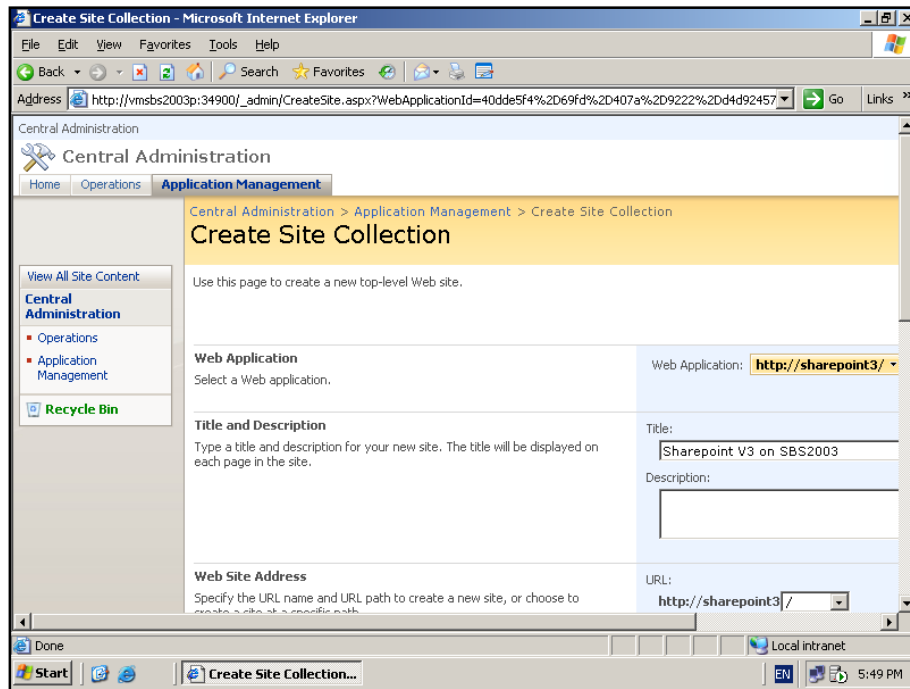 Create Site Collection - Microsoft Internet Explorer
File Edit View Favorites Tools Help
Back Search Favorites
Address http://vmsbs2003p:34900/_admin/CreateSite.aspx?WebApplicationId=40dde5f4%2D69fd%2D407a%2D9222%2Dd4d92457 Go Links »
Central Administration
Central Administration
Home Operations Application Management
Central Administration > Application Management > Create Site Collection
Create Site Collection
View All Site Content
Use this page to create a new top-level Web site.
Central
Administration
Operations
Application
Management
Recycle Bin
Web Application
Select a Web application.
Web Application: http://sharepoint3/
Title and Description
Type a title and description for your new site. The title will be displayed on
each page in the site.
Title:
Sharepoint V3 on SBS2003
Description:
Web Site Address
Specify the URL name and URL path to create a new site, or choose to
create a site at a specific path.
URL:
http://sharepoint3 /
Done
Local intranet
Start Create Site Collection... EN 5:49 PM